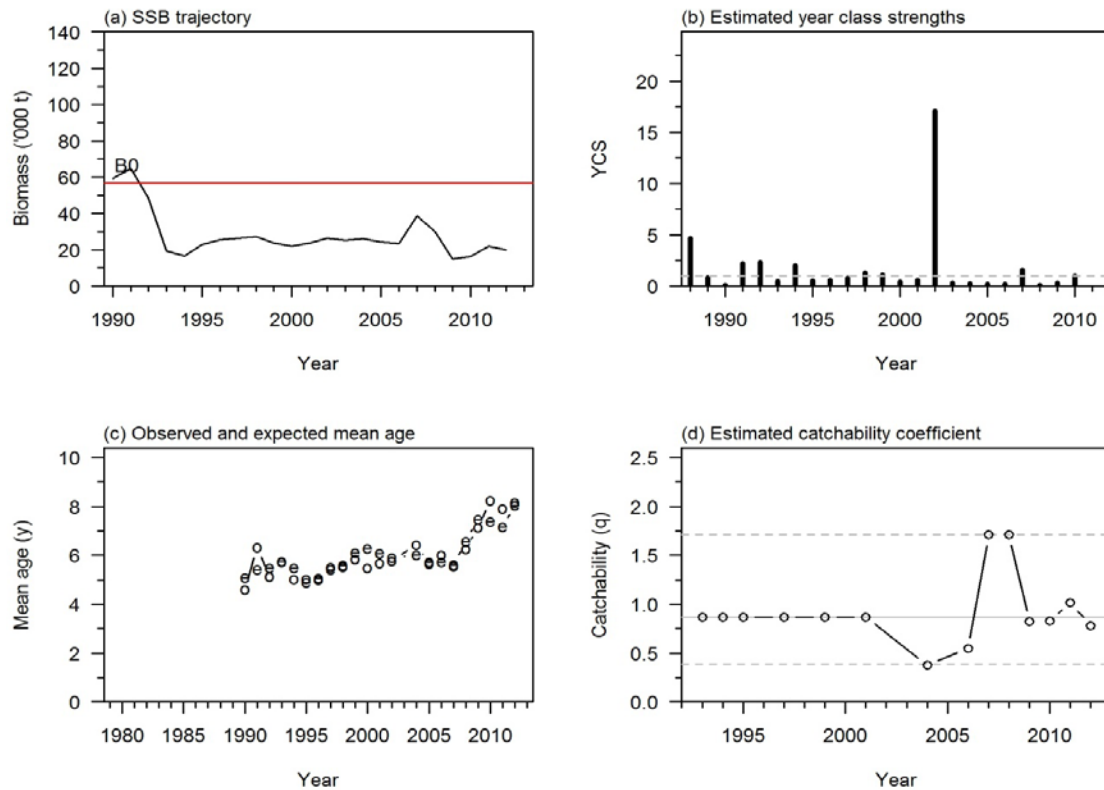 (a) SSB trajectory
140
120
100
80
60
40
20
0
Biomass ('000 t)
B0
1990 1995 2000 2005 2010
Year
(b) Estimated year class strengths
20
15
10
5
0
YCS
1990 1995 2000 2005 2010
Year
(c) Observed and expected mean age
10
8
6
4
2
0
Mean age (y)
1980 1985 1990 1995 2000 2005 2010
Year
(d) Estimated catchability coefficient
2.5
2.0
1.5
1.0
0.5
0.0
Catchability (q)
1995 2000 2005 2010
Year